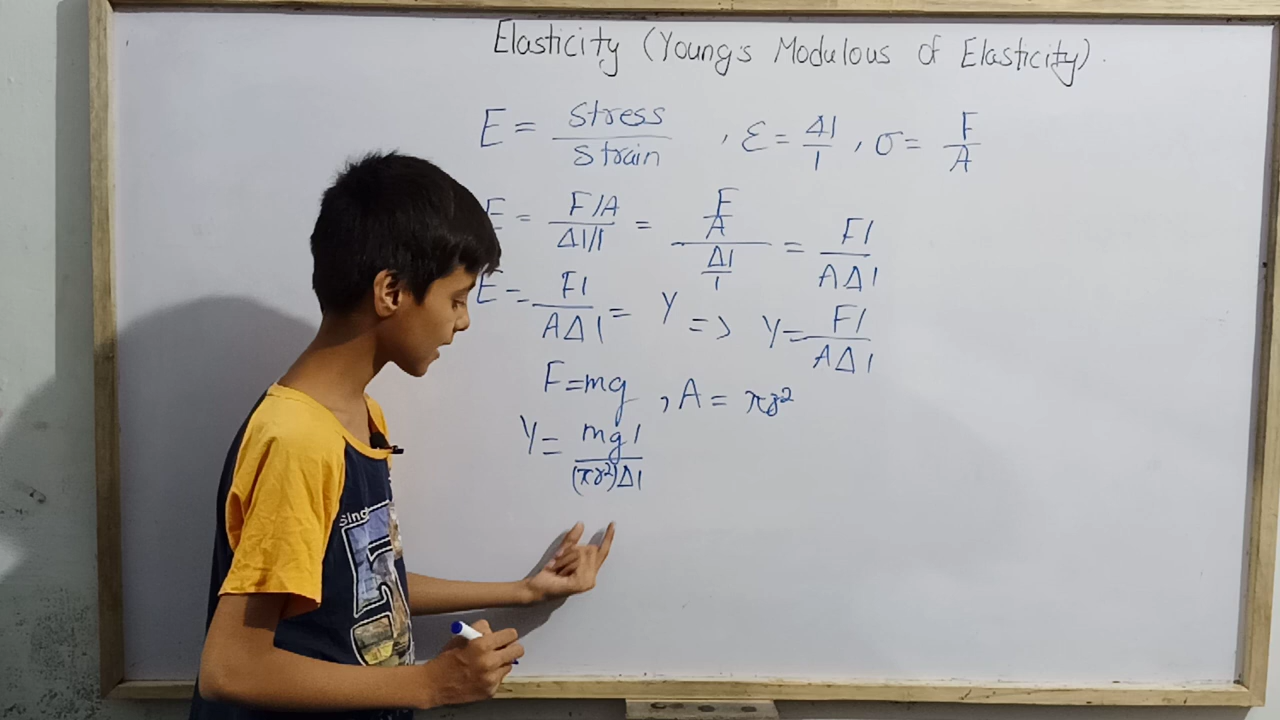 Elasticity (Young's Modulous of Elasticity).
E = stress/strain , ε = Δl/l , σ = F/A
E = F/A/Δl/l = F/A/Δl/l = Fl/AΔl
E = Fl/AΔl = Y => Y = Fl/AΔl
F=mg , A = πr²
Y = mgl/(πr²)Δl